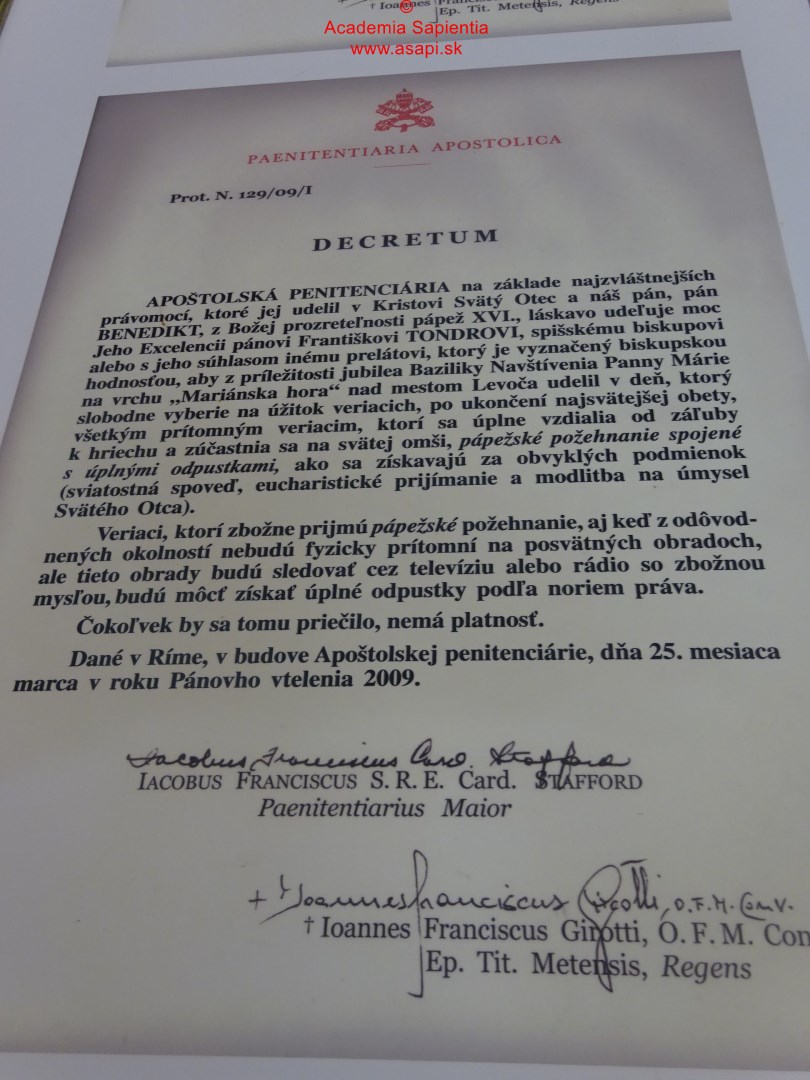 † Ioannes Franciscus
Ep. Tit. Metensis, Regens
©
Academia Sapientia
www.asapi.sk
PAENITENTIARIA APOSTOLICA
Prot. N. 129/09/I
DECRETUM
APOŠTOLSKÁ PENITENCIÁRIA na základe najzvláštnejších
právomocí, ktoré jej udelil v Kristovi Svätý Otec a náš pán, pán
BENEDIKT, z Božej prozreteľnosti pápež XVI., láskavo udeľuje moc
Jeho Excelencii pánovi Františkovi TONDROVI, spišskému biskupovi
alebo s jeho súhlasom inému prelátovi, ktorý je vyznačený biskupskou
hodnosťou, aby z príležitosti jubilea Baziliky Navštívenia Panny Márie
na vrchu „Mariánska hora“ nad mestom Levoča udelil v deň, ktorý
slobodne vyberie na úžitok veriacich, po ukončení najsvätejšej obety,
všetkým prítomným veriacim, ktorí sa úplne vzdialia od záľuby
k hriechu a zúčastnia sa na svätej omši, pápežské požehnanie spojené
s úplnými odpustkami, ako sa získavajú za obvyklých podmienok
(sviatostná spoveď, eucharistické prijímanie a modlitba na úmysel
Svätého Otca).
Veriaci, ktorí zbožne prijmú pápežské požehnanie, aj keď z odôvod-
nených okolností nebudú fyzicky prítomní na posvätných obradoch,
ale tieto obrady budú sledovať cez televíziu alebo rádio so zbožnou
mysľou, budú môcť získať úplné odpustky podľa noriem práva.
Čokoľvek by sa tomu priečilo, nemá platnosť.
Dané v Ríme, v budove Apoštolskej penitenciárie, dňa 25. mesiaca
marca v roku Pánovho vtelenia 2009.
Iacobus Franciscus Card. Stafford
IACOBUS FRANCISCUS S. R. E. Card. STAFFORD
Paenitentiarius Maior
+ Ioannes Franciscus Girotti, O.F.M. Conv.
† Ioannes Franciscus Girotti, O. F. M. Con
Ep. Tit. Metensis, Regens